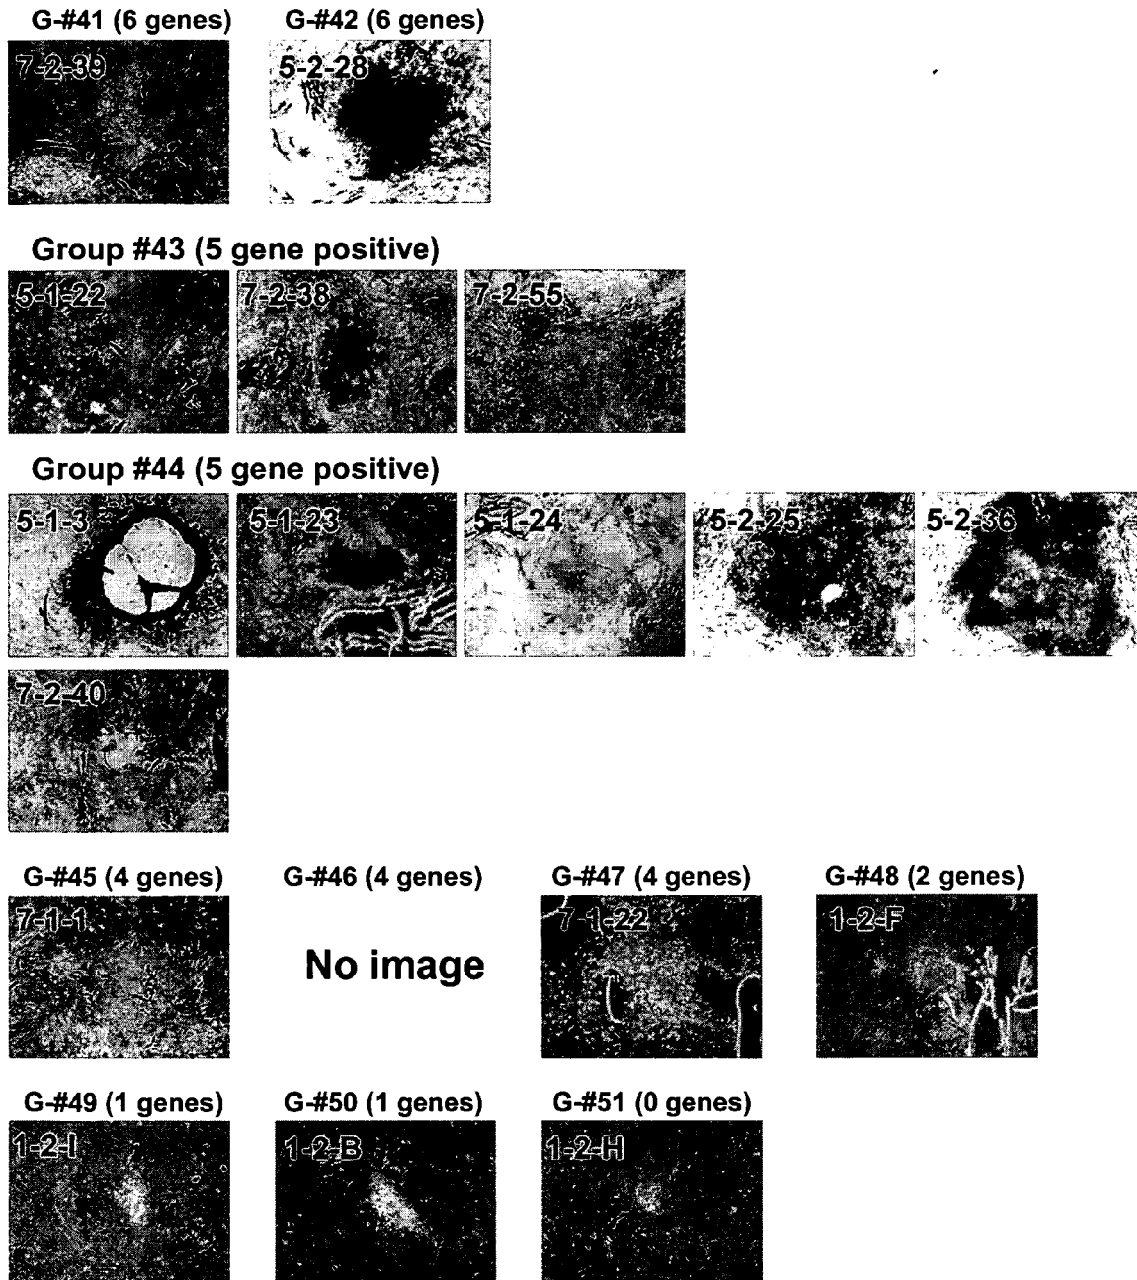 G-#41 (6 genes) G-#42 (6 genes)
7-2-39 5-2-28
Group #43 (5 gene positive)
5-1-22 7-2-38 7-2-55
Group #44 (5 gene positive)
5-1-3 5-1-23 5-1-24 5-2-25 5-2-36
7-2-40
G-#45 (4 genes) G-#46 (4 genes) G-#47 (4 genes) G-#48 (2 genes)
7-1-1 No image 7-1-22 1-2-F
G-#49 (1 genes) G-#50 (1 genes) G-#51 (0 genes)
1-2-I 1-2-B 1-2-H